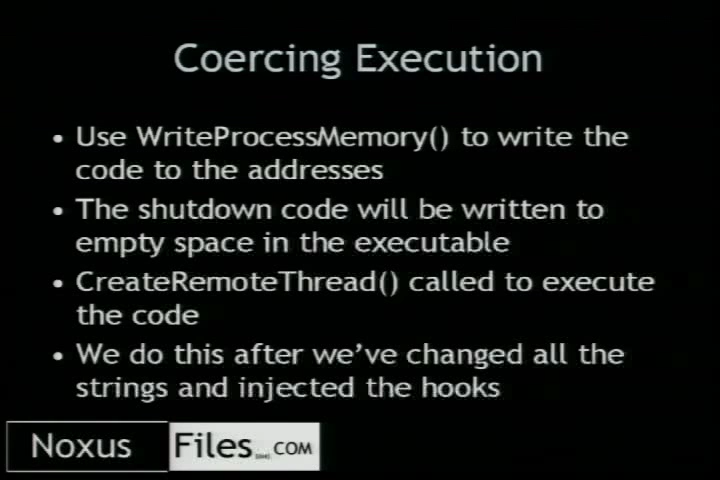 Coercing Execution
• Use WriteProcessMemory() to write the
code to the addresses
• The shutdown code will be written to
empty space in the executable
• CreateRemoteThread() called to execute
the code
• We do this after we've changed all the
strings and injected the hooks
Noxus Files .COM